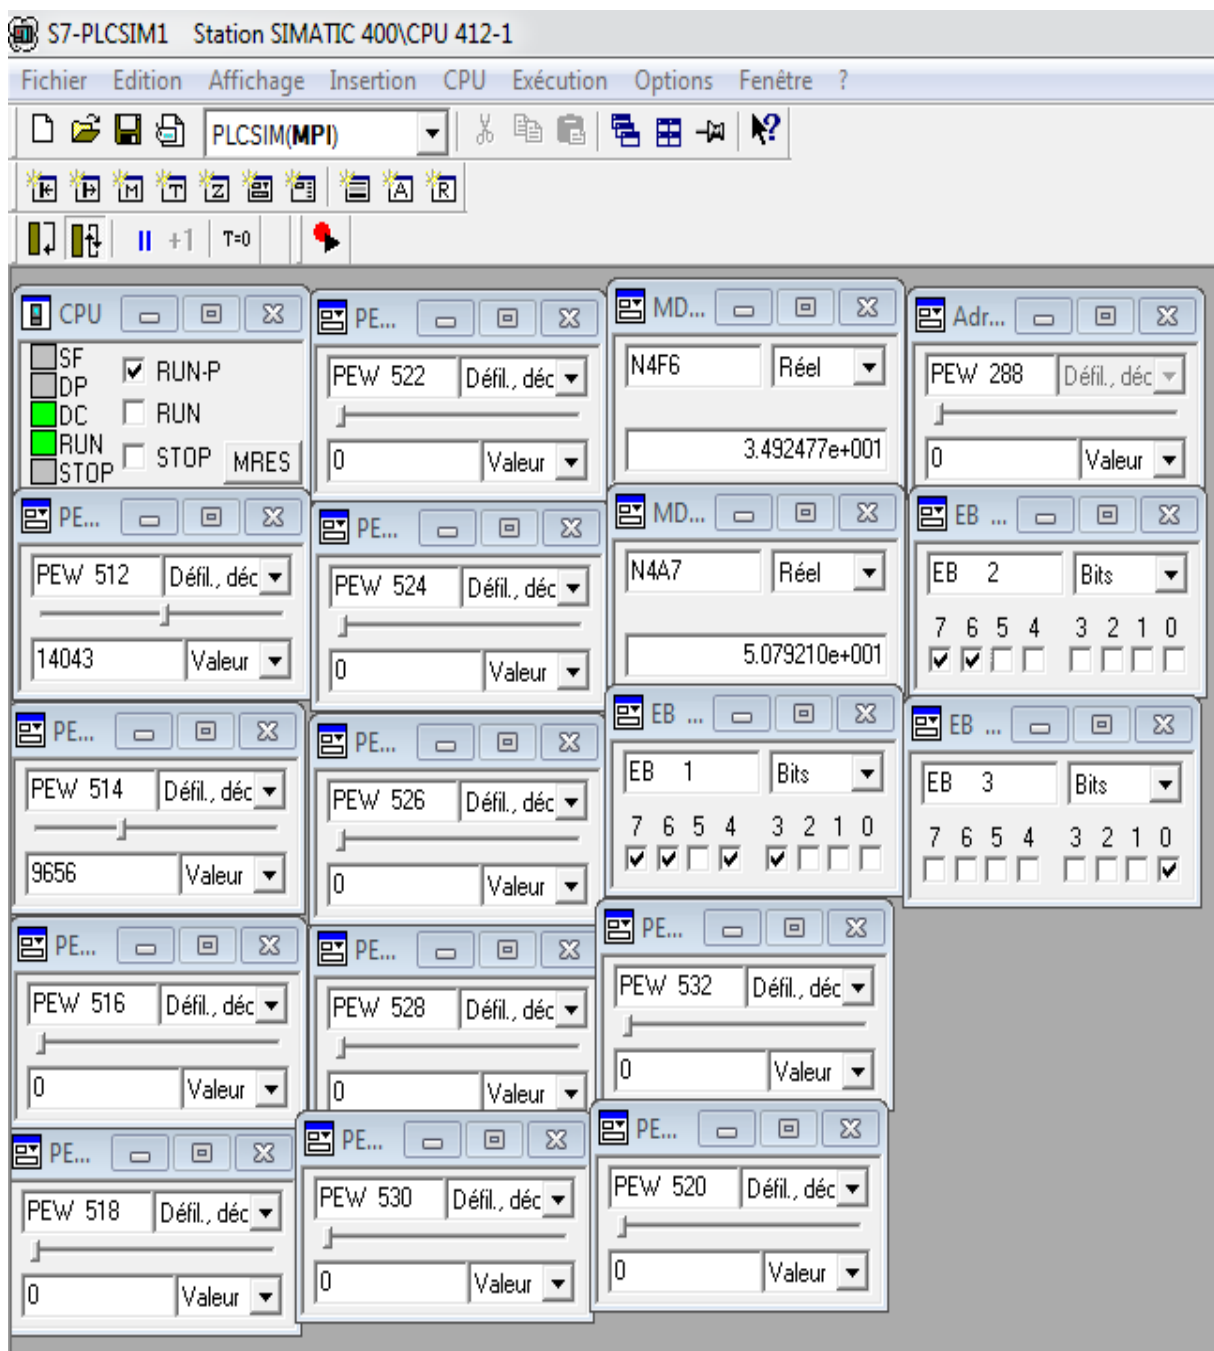 S7-PLCSIM1 Station SIMATIC 400\CPU 412-1
Fichier Edition Affichage Insertion CPU Exécution Options Fenêtre ?
PLCSIM(MPI)
M T Z A R
+1 T=0
CPU
SF
DP
DC
RUN
STOP
RUN-P
RUN
STOP MRES
PE...
PEW 512 Défil., déc
14043 Valeur
PE...
PEW 514 Défil., déc
9656 Valeur
PE...
PEW 516 Défil., déc
0 Valeur
PE...
PEW 518 Défil., déc
0 Valeur
PE...
PEW 522 Défil., déc
0 Valeur
PE...
PEW 524 Défil., déc
0 Valeur
PE...
PEW 526 Défil., déc
0 Valeur
PE...
PEW 528 Défil., déc
0 Valeur
PE...
PEW 530 Défil., déc
0 Valeur
MD...
N4F6 Réel
3.492477e+001
MD...
N4A7 Réel
5.079210e+001
EB ...
EB 1 Bits
7 6 5 4 3 2 1 0
PE...
PEW 532 Défil., déc
0 Valeur
PE...
PEW 520 Défil., déc
0 Valeur
Adr...
PEW 288 Défil., déc
0 Valeur
EB ...
EB 2 Bits
7 6 5 4 3 2 1 0
EB ...
EB 3 Bits
7 6 5 4 3 2 1 0